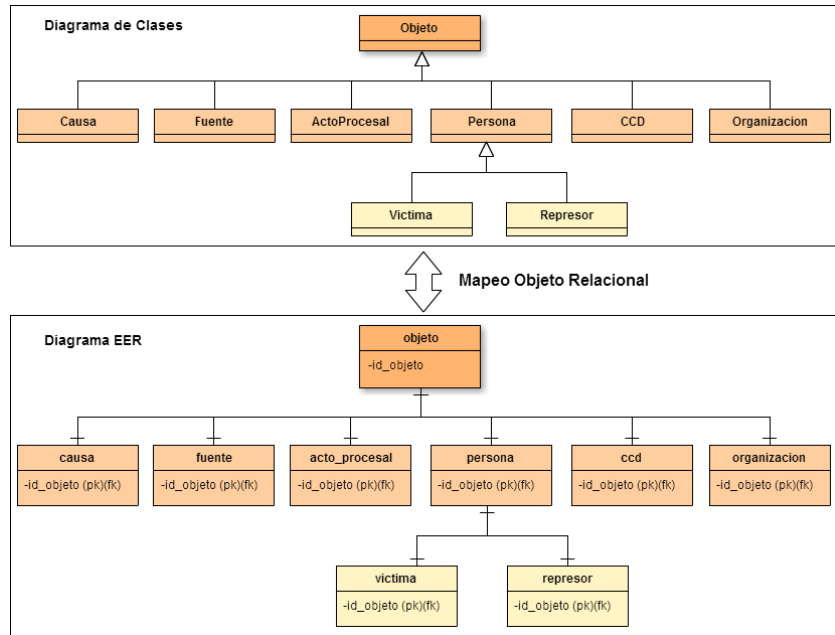 Diagrama de Clases
Objeto
Causa
Fuente
ActoProcesal
Persona
CCD
Organizacion
Victima
Represor
Mapeo Objeto Relacional
Diagrama EER
objeto
-id_objeto
causa
-id_objeto (pk)(fk)
fuente
-id_objeto (pk)(fk)
acto_procesal
-id_objeto (pk)(fk)
persona
-id_objeto (pk)(fk)
ccd
-id_objeto (pk)(fk)
organizacion
-id_objeto (pk)(fk)
victima
-id_objeto (pk)(fk)
represor
-id_objeto (pk)(fk)